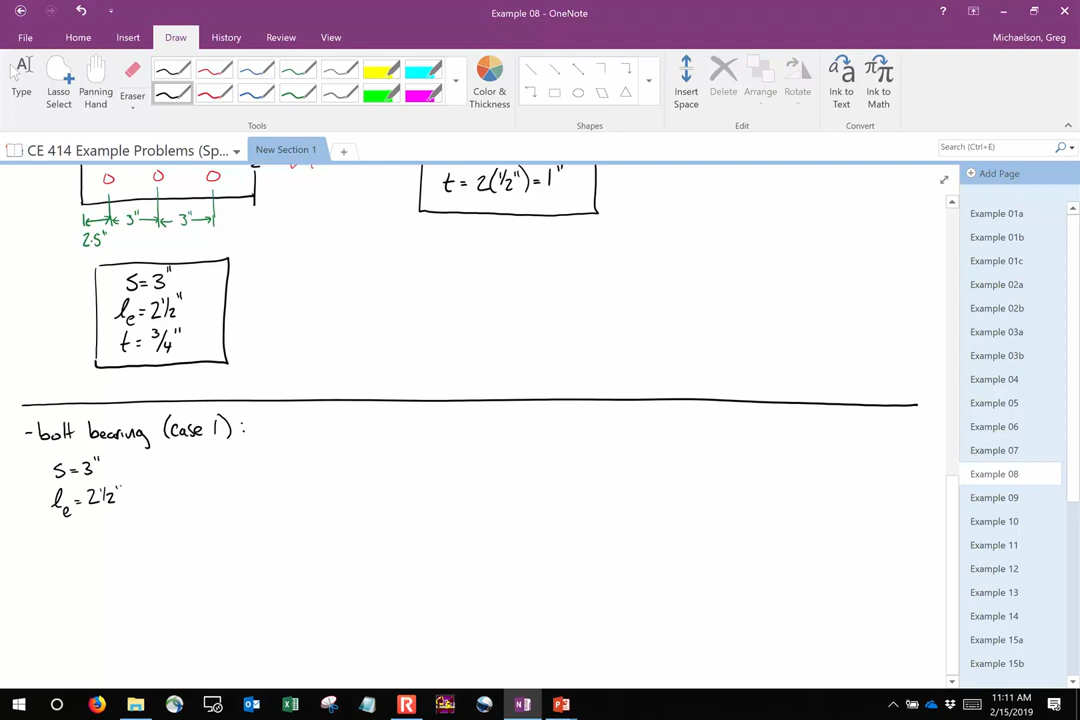 Example 08 - OneNote
Michaelson, Greg
File Home Insert Draw History Review View
Type
Lasso Select
Panning Hand
Eraser
Color & Thickness
Insert Space
Delete
Arrange
Rotate
Ink to Text
Ink to Math
Tools
Shapes
Edit
Convert
CE 414 Example Problems (Sp...
New Section 1
Search (Ctrl+E)
Add Page
Example 01a
Example 01b
Example 01c
Example 02a
Example 02b
Example 03a
Example 03b
Example 04
Example 05
Example 06
Example 07
Example 08
Example 09
Example 10
Example 11
Example 12
Example 13
Example 14
Example 15a
Example 15b
t = 2(1/2") = 1"
3" 3"
2.5"
s = 3"
le = 2 1/2"
t = 3/4"
- bolt bearing (case 1):
s = 3"
le = 2 1/2"
11:11 AM
2/15/2019